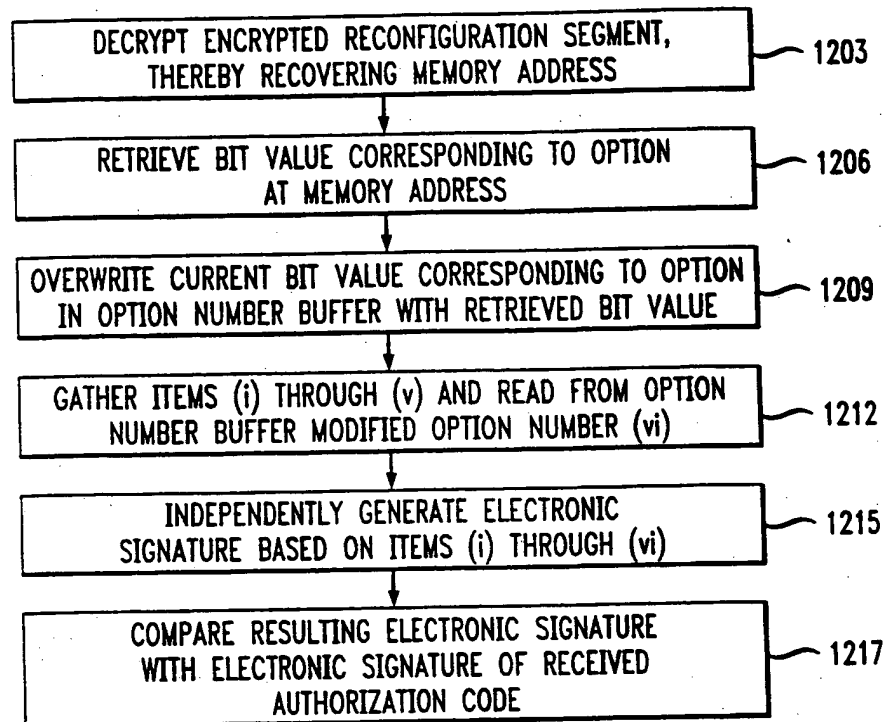 DECRYPT ENCRYPTED RECONFIGURATION SEGMENT,
THEREBY RECOVERING MEMORY ADDRESS
1203
RETRIEVE BIT VALUE CORRESPONDING TO OPTION
AT MEMORY ADDRESS
1206
OVERWRITE CURRENT BIT VALUE CORRESPONDING TO OPTION
IN OPTION NUMBER BUFFER WITH RETRIEVED BIT VALUE
1209
GATHER ITEMS (i) THROUGH (v) AND READ FROM OPTION
NUMBER BUFFER MODIFIED OPTION NUMBER (vi)
1212
INDEPENDENTLY GENERATE ELECTRONIC
SIGNATURE BASED ON ITEMS (i) THROUGH (vi)
1215
COMPARE RESULTING ELECTRONIC SIGNATURE
WITH ELECTRONIC SIGNATURE OF RECEIVED
AUTHORIZATION CODE
1217